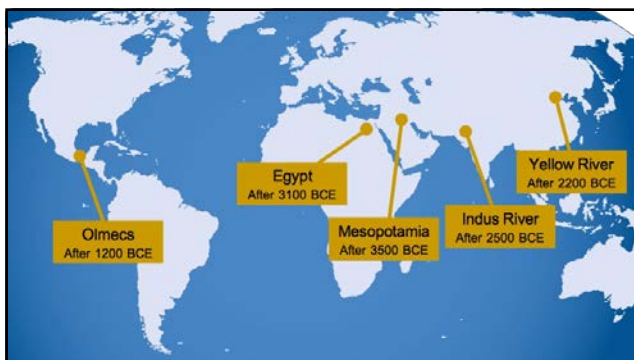 Yellow River
After 2200 BCE
Egypt
After 3100 BCE
Olmecs
After 1200 BCE
Mesopotamia
After 3500 BCE
Indus River
After 2500 BCE